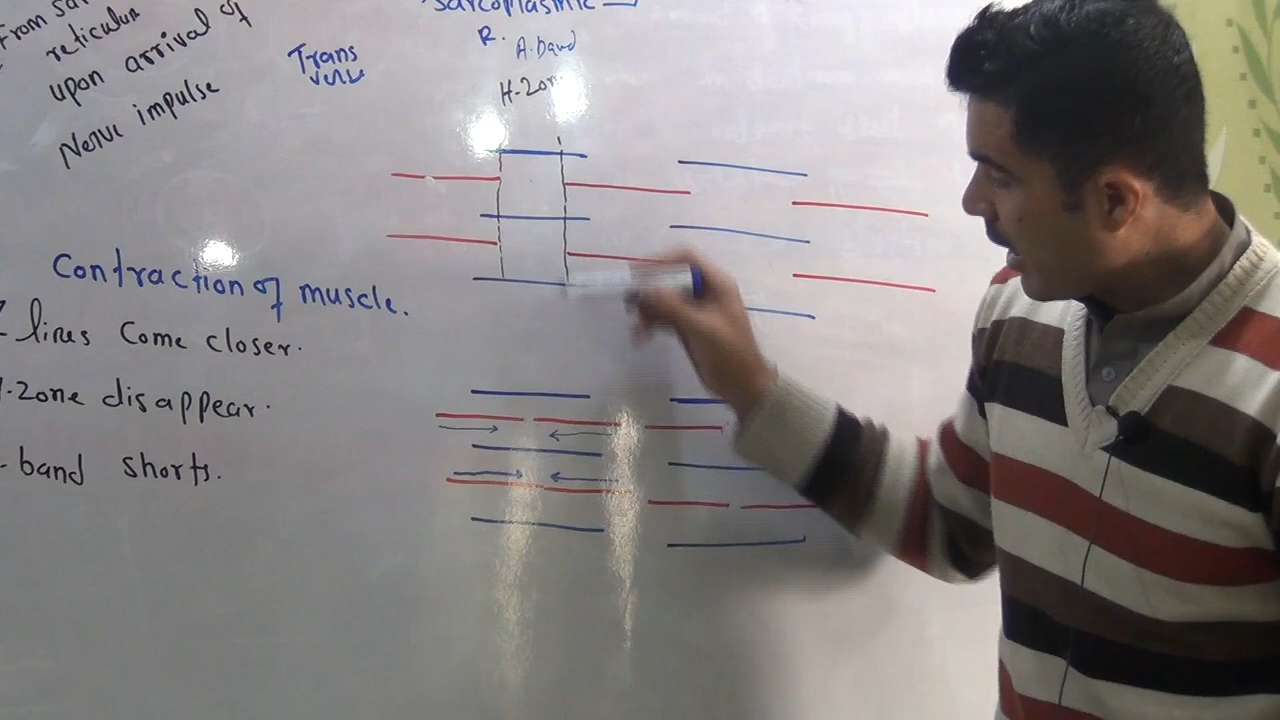 From
reticulum
upon arrival of
Nerve impulse
Trans
verse
sarcoplasmic
R.
A.band
H-Zone
Contraction of muscle.
lines Come closer.
Zone disappear.
-band shorts.